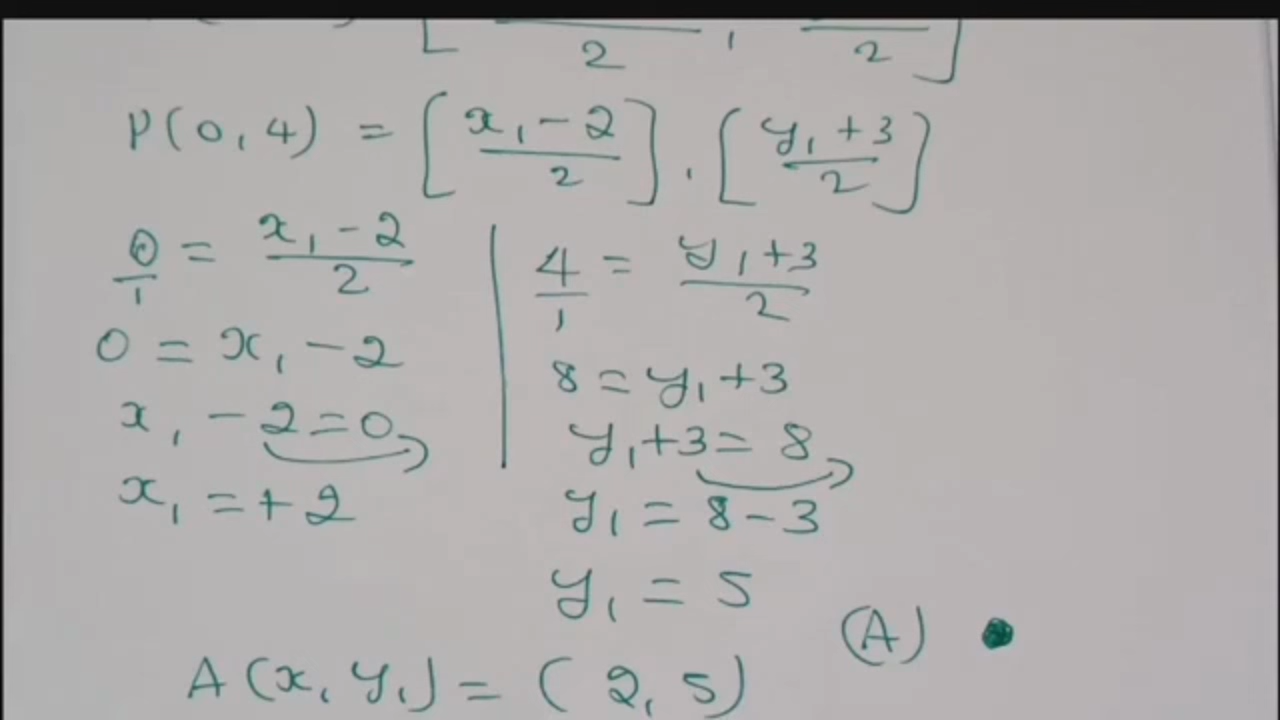 2 , 2 ]
P(0,4) = [x₁-2/2] . [y₁+3/2]
0/1 = x₁-2/2
0 = x₁-2
x₁-2=0
x₁=+2
4/1 = y₁+3/2
8=y₁+3
y₁+3=8
y₁=8-3
y₁=5
(A)
A(x₁y₁)=(2,5)